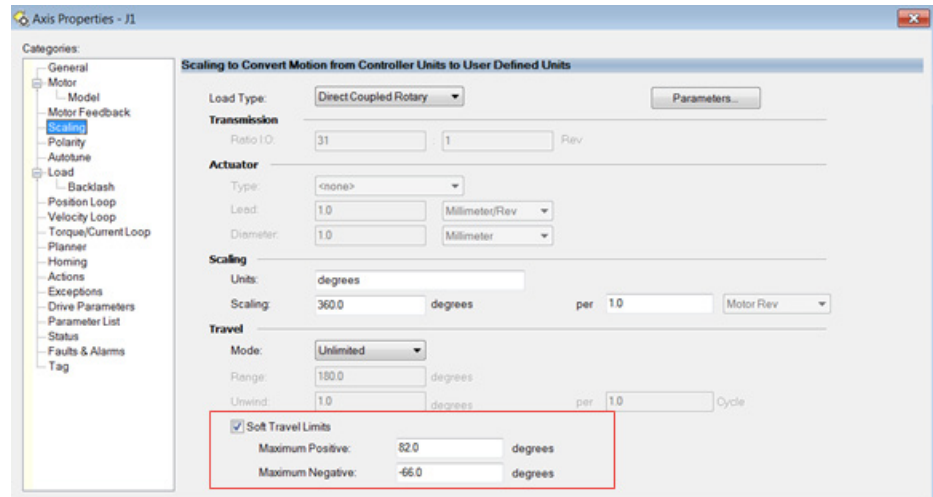 Axis Properties - J1
Categories:
General
Motor
Model
Motor Feedback
Scaling
Polarity
Autotune
Load
Backlash
Position Loop
Velocity Loop
Torque/Current Loop
Planner
Homing
Actions
Exceptions
Drive Parameters
Parameter List
Status
Faults & Alarms
Tag
Scaling to Convert Motion from Controller Units to User Defined Units
Load Type: Direct Coupled Rotary Parameters...
Transmission
Ratio I:O: 31 : 1 Rev
Actuator
Type: <none>
Lead: 1.0 Millimeter/Rev
Diameter: 1.0 Millimeter
Scaling
Units: degrees
Scaling: 360.0 degrees per 1.0 Motor Rev
Travel
Mode: Unlimited
Range: 180.0 degrees
Unwind: 1.0 degrees per 1.0 Cycle
Soft Travel Limits
Maximum Positive: 82.0 degrees
Maximum Negative: -66.0 degrees